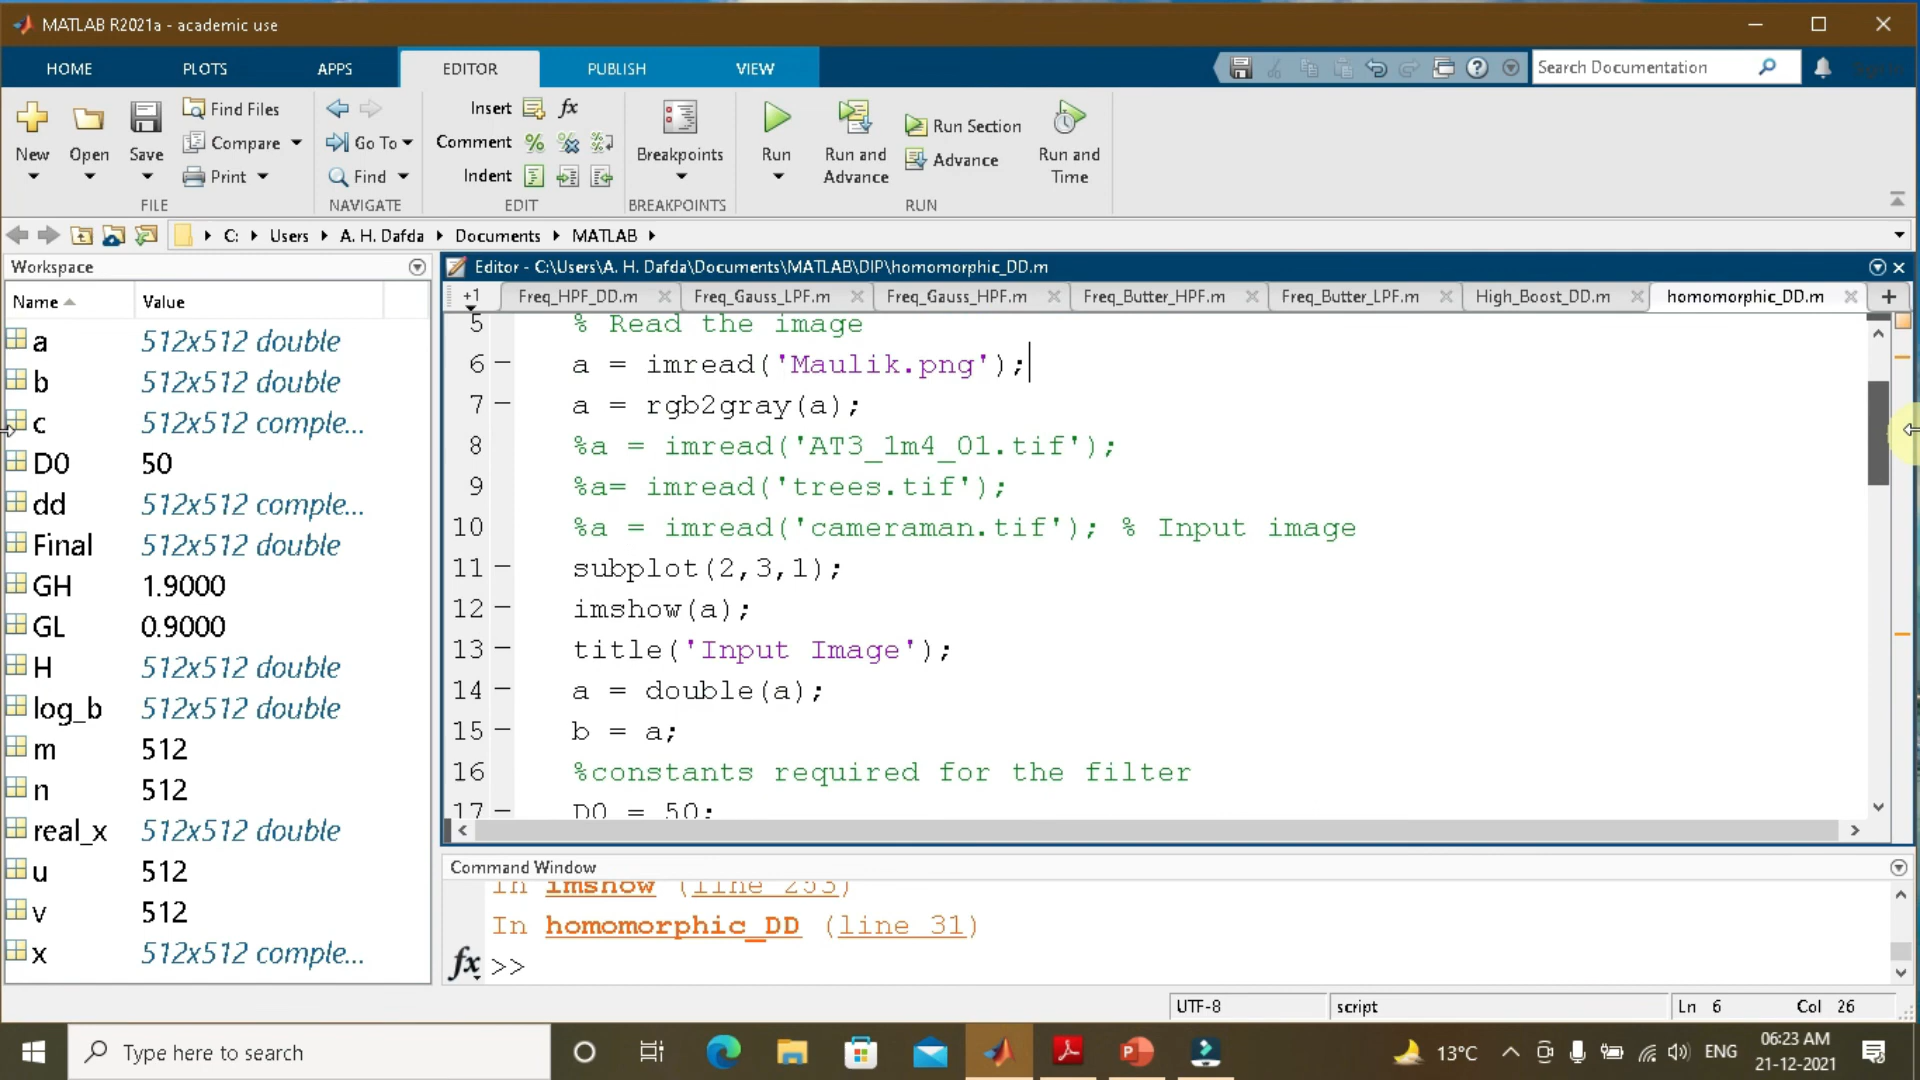 MATLAB R2021a - academic use
HOME PLOTS APPS EDITOR PUBLISH VIEW Search Documentation
New Open Save Find Files Compare Print
FILE
Go To Find
NAVIGATE
Insert fx
Comment
Indent
EDIT
Breakpoints
BREAKPOINTS
Run Run and Advance Run Section Advance Run and Time
RUN
C: Users A. H. Dafda Documents MATLAB
Workspace
Name Value
a 512x512 double
b 512x512 double
c 512x512 comple...
D0 50
dd 512x512 comple...
Final 512x512 double
GH 1.9000
GL 0.9000
H 512x512 double
log_b 512x512 double
m 512
n 512
real_x 512x512 double
u 512
v 512
x 512x512 comple...
Editor - C:\Users\A. H. Dafda\Documents\MATLAB\DIP\homomorphic_DD.m
+1 Freq_HPF_DD.m Freq_Gauss_LPF.m Freq_Gauss_HPF.m Freq_Butter_HPF.m Freq_Butter_LPF.m High_Boost_DD.m homomorphic_DD.m
5 % Read the image
6 a = imread('Maulik.png');
7 a = rgb2gray(a);
8 %a = imread('AT3_1m4_01.tif');
9 %a= imread('trees.tif');
10 %a = imread('cameraman.tif'); % Input image
11 subplot(2,3,1);
12 imshow(a);
13 title('Input Image');
14 a = double(a);
15 b = a;
16 %constants required for the filter
17 D0 = 50;
Command Window
In imshow (line 253)
In homomorphic_DD (line 31)
fx >>
UTF-8 script Ln 6 Col 26
Type here to search
13°C ENG 06:23 AM
21-12-2021